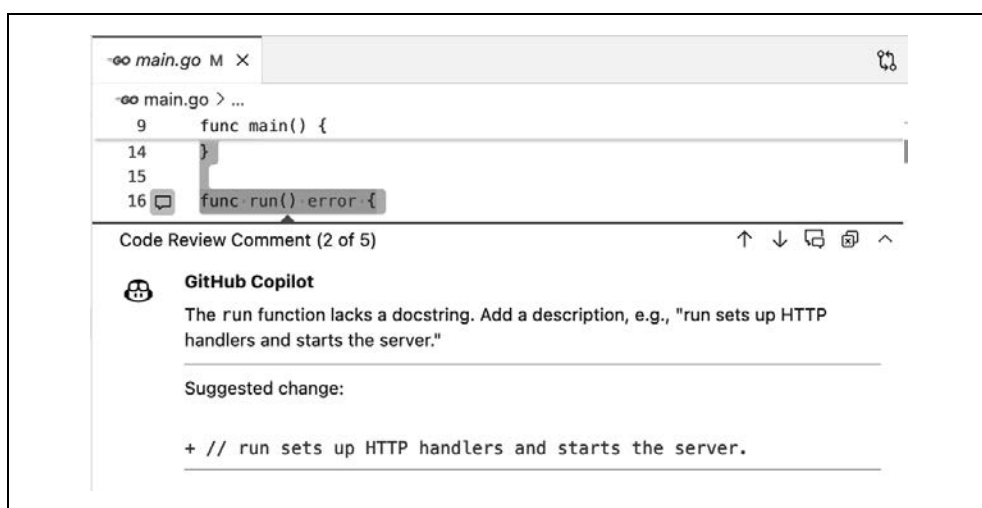 GO main.go M ×
GO main.go > ...
9 func main() {
14 }
15
16 func run() error {
Code Review Comment (2 of 5)
GitHub Copilot
The run function lacks a docstring. Add a description, e.g., "run sets up HTTP
handlers and starts the server."
Suggested change:
+ // run sets up HTTP handlers and starts the server.